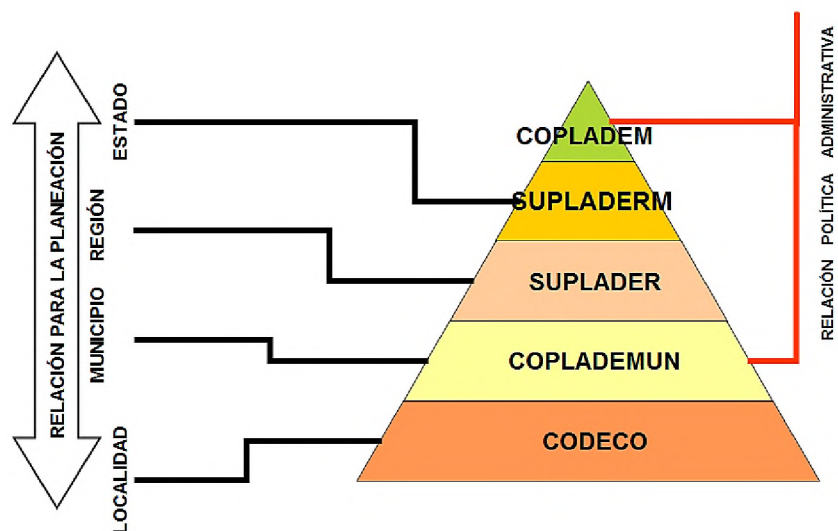 RELACIÓN PARA LA PLANEACIÓN
ESTADO
REGIÓN
MUNICIPIO
LOCALIDAD
COPLADEM
SUPLADERM
SUPLADER
COPLADEMUN
CODECO
RELACIÓN POLÍTICA ADMINISTRATIVA